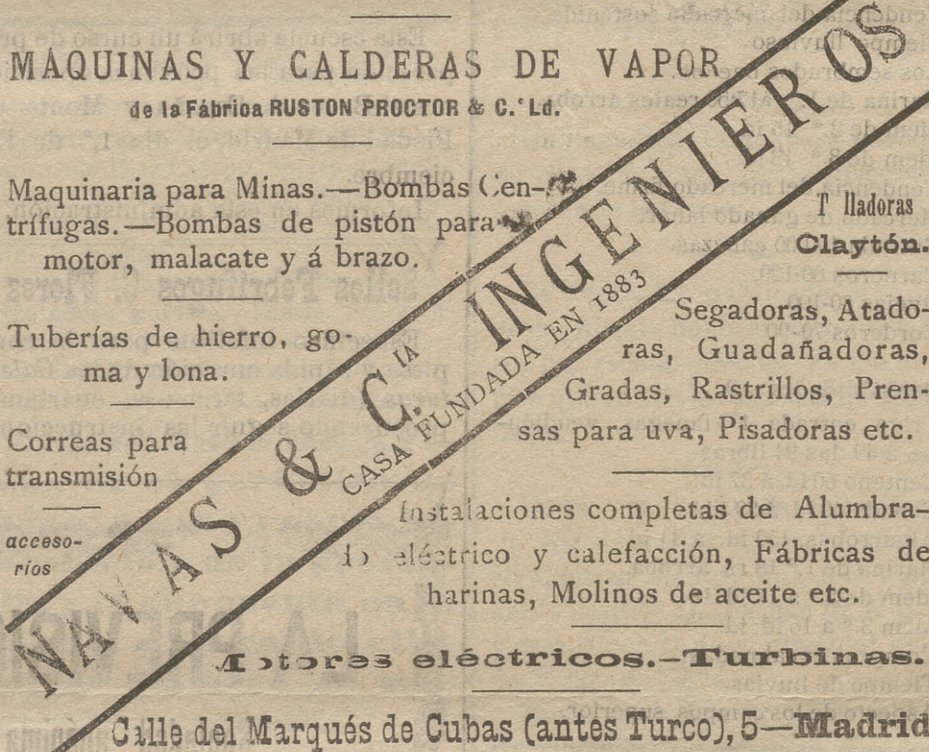 MÁQUINAS Y CALDERAS DE VAPOR
de la Fábrica RUSTON PROCTOR & C.ª Ld.
Maquinaria para Minas.—Bombas Cen-
trífugas.—Bombas de pistón para
motor, malacate y á brazo.
Tuberías de hierro, go-
ma y lona.
Correas para
transmisión
acceso-
rios
NAVAS & C.ª INGENIEROS
CASA FUNDADA EN 1883
T lladoras
Claytón.
Segadoras, Atado-
ras, Guadañadoras,
Gradas, Rastrillos, Pren-
sas para uva, Pisadoras etc.
Instalaciones completas de Alumbra-
do eléctrico y calefacción, Fábricas de
harinas, Molinos de aceite etc.
Motores eléctricos.—Turbinas.
Calle del Marqués de Cubas (antes Turco), 5—Madrid